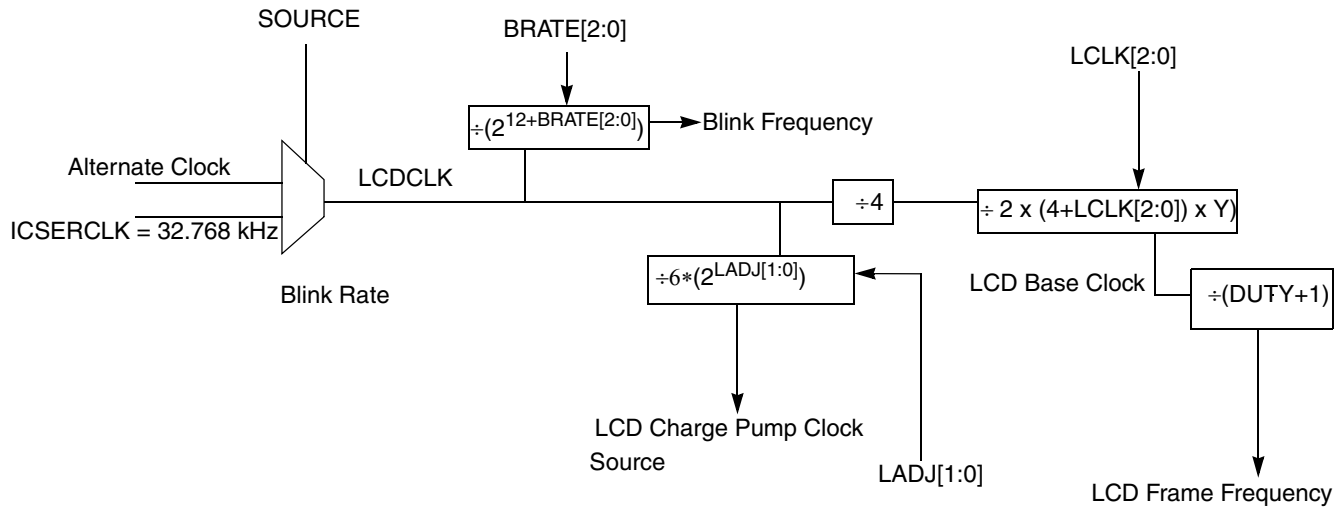 SOURCE
BRATE[2:0]
LCLK[2:0]
÷(2^12+BRATE[2:0])
Blink Frequency
Alternate Clock
LCDCLK
÷4
÷ 2 x (4+LCLK[2:0]) x Y)
ICSERCLK = 32.768 kHz
÷6*(2^LADJ[1:0])
LCD Base Clock
÷(DUTY+1)
Blink Rate
LCD Charge Pump Clock
Source
LADJ[1:0]
LCD Frame Frequency